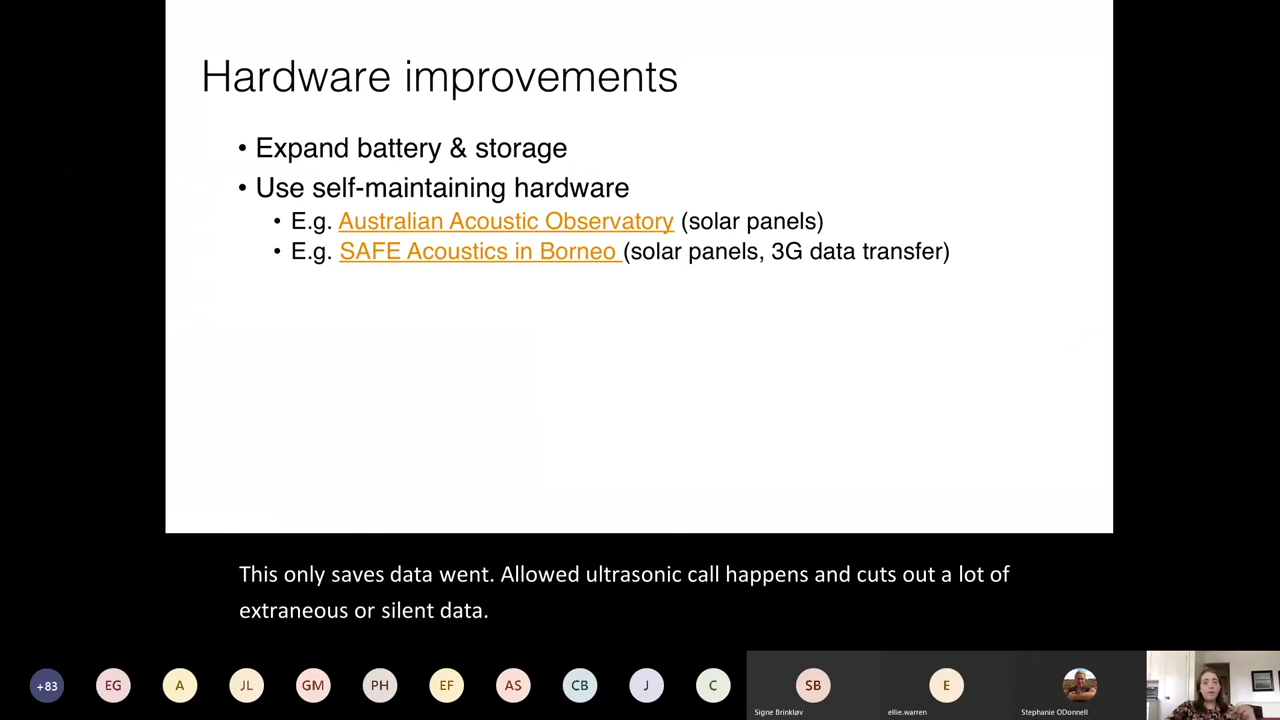 Hardware improvements
• Expand battery & storage
• Use self-maintaining hardware
• E.g. Australian Acoustic Observatory (solar panels)
• E.g. SAFE Acoustics in Borneo (solar panels, 3G data transfer)
This only saves data went. Allowed ultrasonic call happens and cuts out a lot of
extraneous or silent data.
+83 EG A JL GM PH EF AS CB J C SB E
Signe Brinkløv ellie.warren Stephanie ODonnell